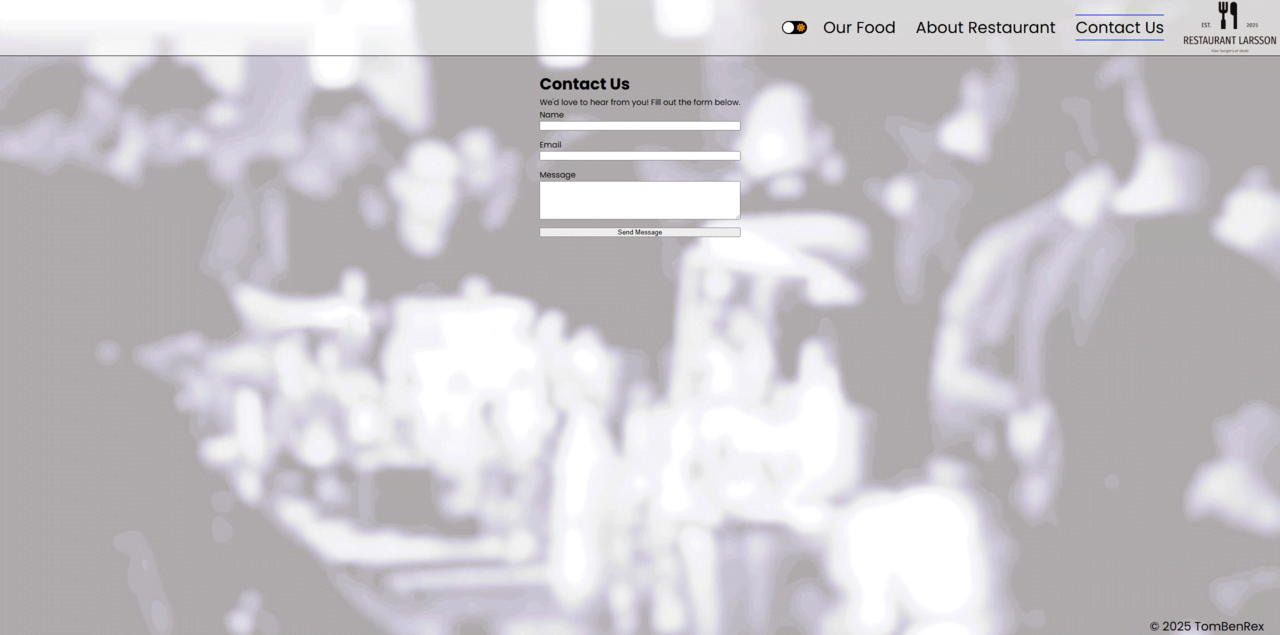 Our Food About Restaurant Contact Us
EST. 2025
RESTAURANT LARSSON
Contact Us
We'd love to hear from you! Fill out the form below.
Name
Email
Message
Send Message
© 2025 TomBenRex